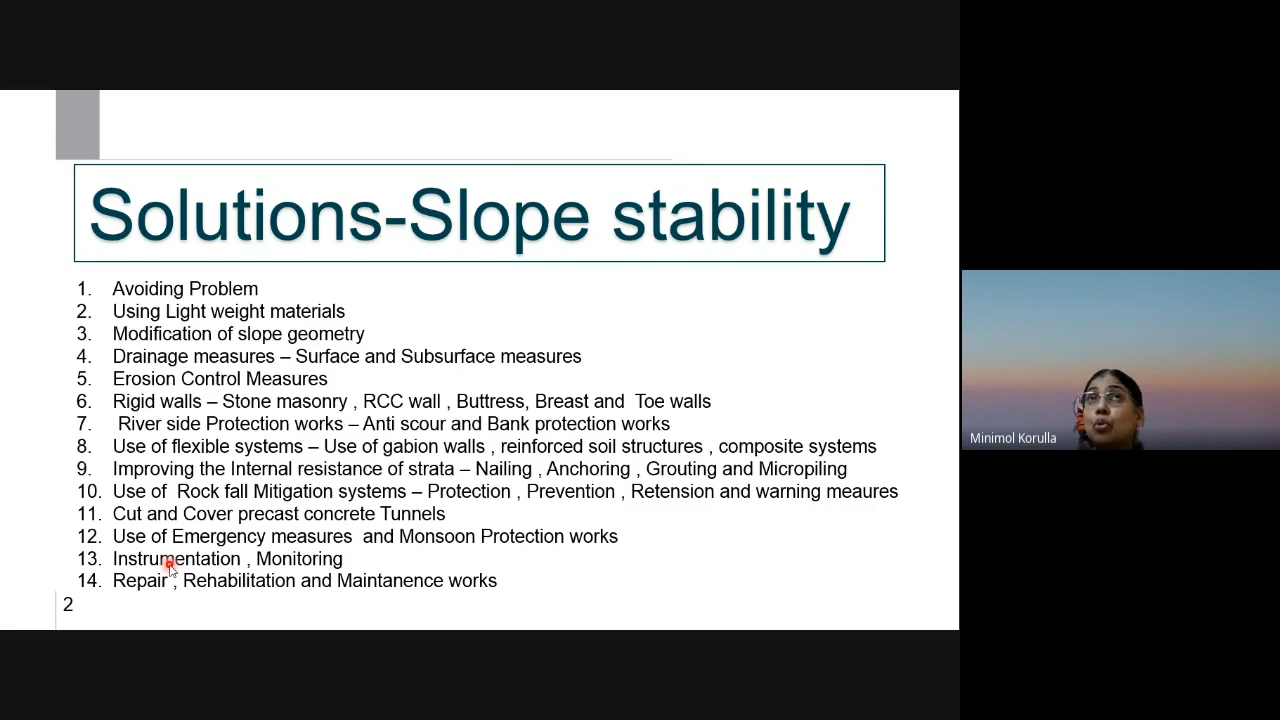 Solutions-Slope stability
1. Avoiding Problem
2. Using Light weight materials
3. Modification of slope geometry
4. Drainage measures – Surface and Subsurface measures
5. Erosion Control Measures
6. Rigid walls – Stone masonry , RCC wall , Buttress, Breast and Toe walls
7. River side Protection works – Anti scour and Bank protection works
8. Use of flexible systems – Use of gabion walls , reinforced soil structures , composite systems
9. Improving the Internal resistance of strata – Nailing , Anchoring , Grouting and Micropiling
10. Use of Rock fall Mitigation systems – Protection , Prevention , Retension and warning meaures
11. Cut and Cover precast concrete Tunnels
12. Use of Emergency measures and Monsoon Protection works
13. Instrumentation , Monitoring
14. Repair , Rehabilitation and Maintanence works
2
Minimol Korulla